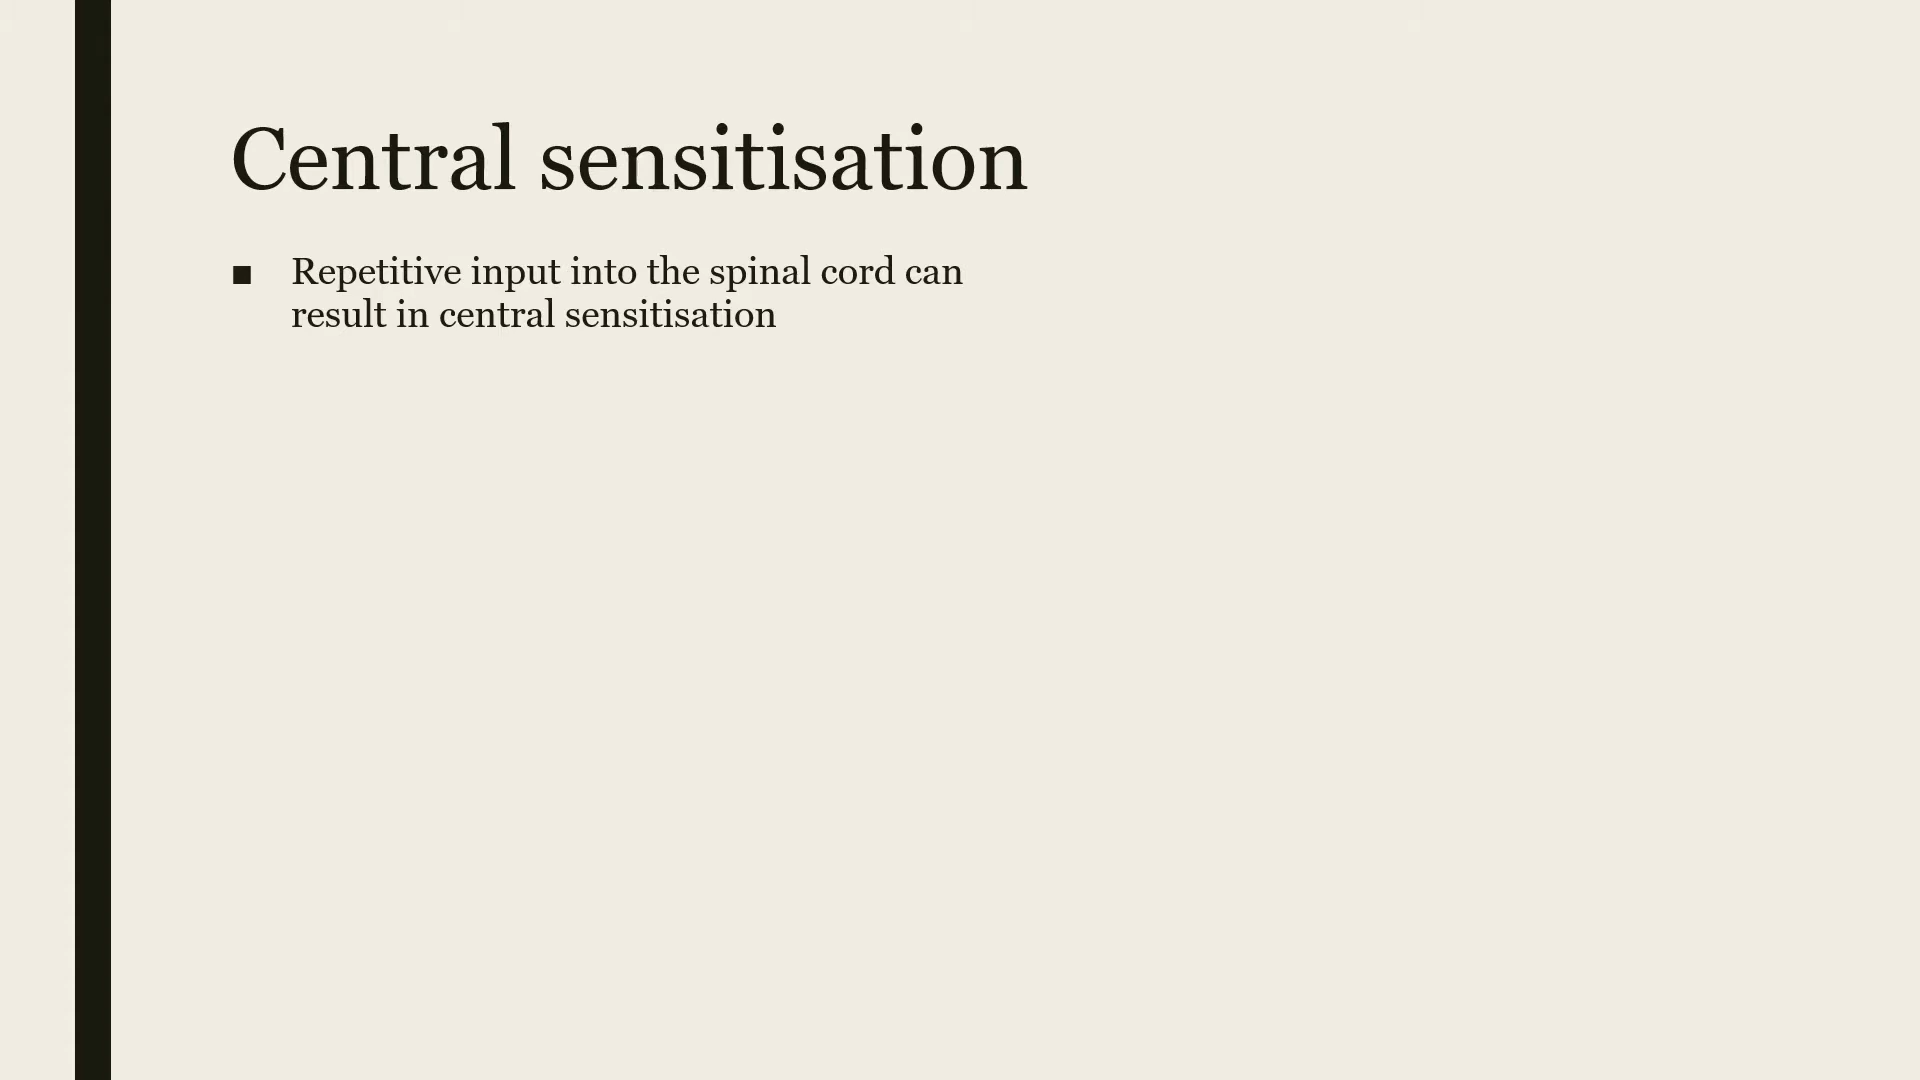 Central sensitisation
■ Repetitive input into the spinal cord can
result in central sensitisation